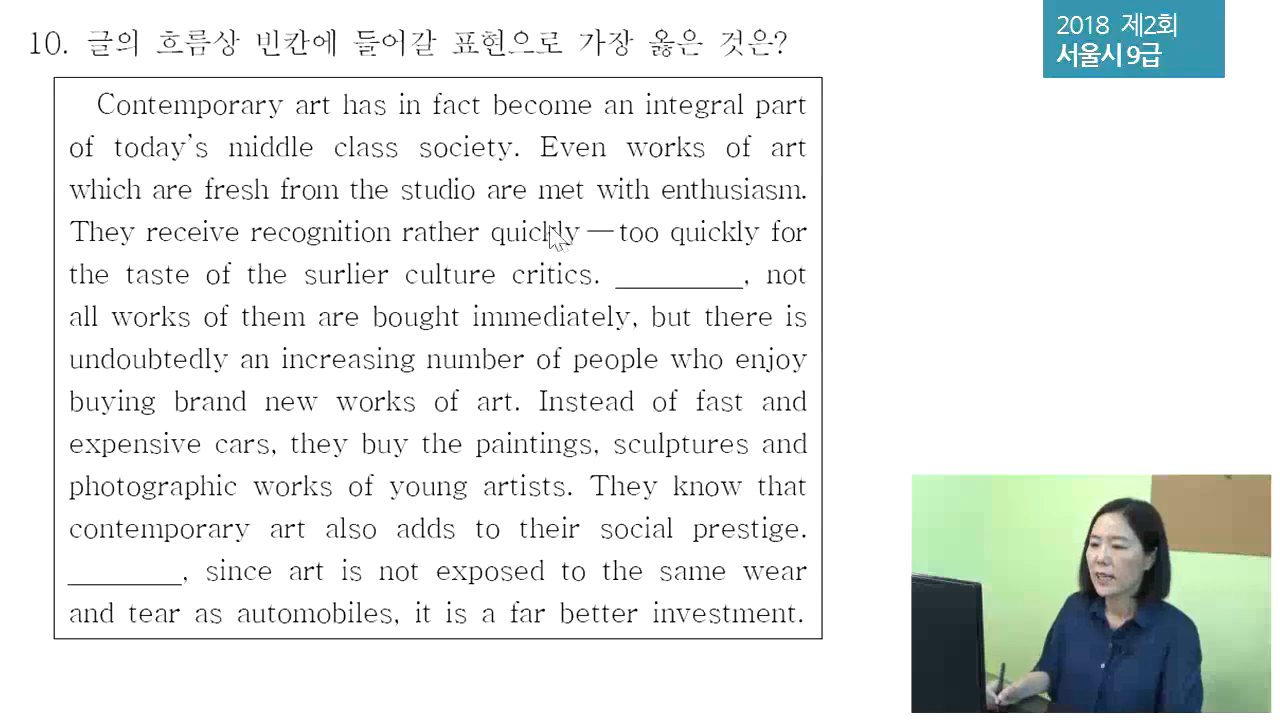 10. 글의 흐름상 빈칸에 들어갈 표현으로 가장 옳은 것은?
2018 제2회
서울시 9급
Contemporary art has in fact become an integral part
of today's middle class society. Even works of art
which are fresh from the studio are met with enthusiasm.
They receive recognition rather quickly—too quickly for
the taste of the surlier culture critics. ________, not
all works of them are bought immediately, but there is
undoubtedly an increasing number of people who enjoy
buying brand new works of art. Instead of fast and
expensive cars, they buy the paintings, sculptures and
photographic works of young artists. They know that
contemporary art also adds to their social prestige.
________, since art is not exposed to the same wear
and tear as automobiles, it is a far better investment.